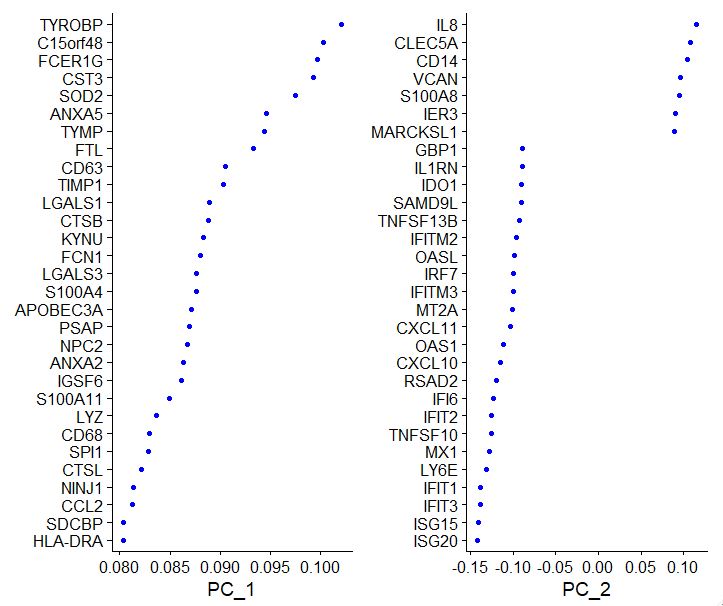 TYROBP
C15orf48
FCER1G
CST3
SOD2
ANXA5
TYMP
FTL
CD63
TIMP1
LGALS1
CTSB
KYNU
FCN1
LGALS3
S100A4
APOBEC3A
PSAP
NPC2
ANXA2
IGSF6
S100A11
LYZ
CD68
SPI1
CTSL
NINJ1
CCL2
SDCBP
HLA-DRA
0.080 0.085 0.090 0.095 0.100
PC_1
IL8
CLEC5A
CD14
VCAN
S100A8
IER3
MARCKSL1
GBP1
IL1RN
IDO1
SAMD9L
TNFSF13B
IFITM2
OASL
IRF7
IFITM3
MT2A
CXCL11
OAS1
CXCL10
RSAD2
IFI6
IFIT2
TNFSF10
MX1
LY6E
IFIT1
IFIT3
ISG15
ISG20
-0.15 -0.10 -0.05 0.00 0.05 0.10
PC_2